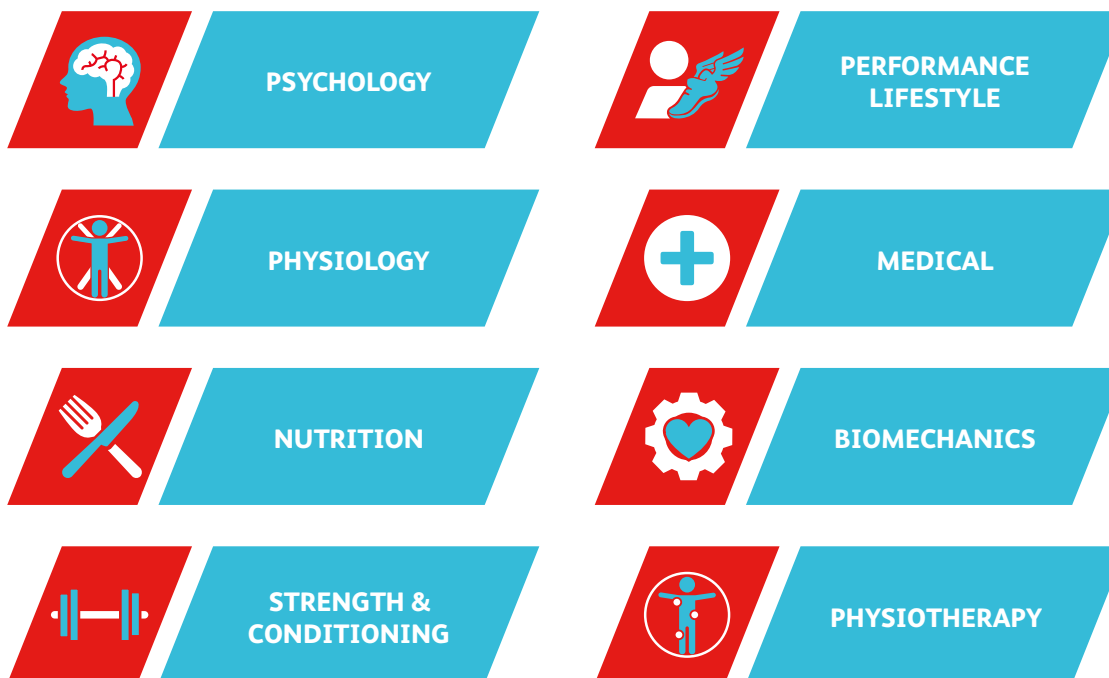 PSYCHOLOGY
PERFORMANCE
LIFESTYLE
PHYSIOLOGY
MEDICAL
NUTRITION
BIOMECHANICS
STRENGTH &
CONDITIONING
PHYSIOTHERAPY